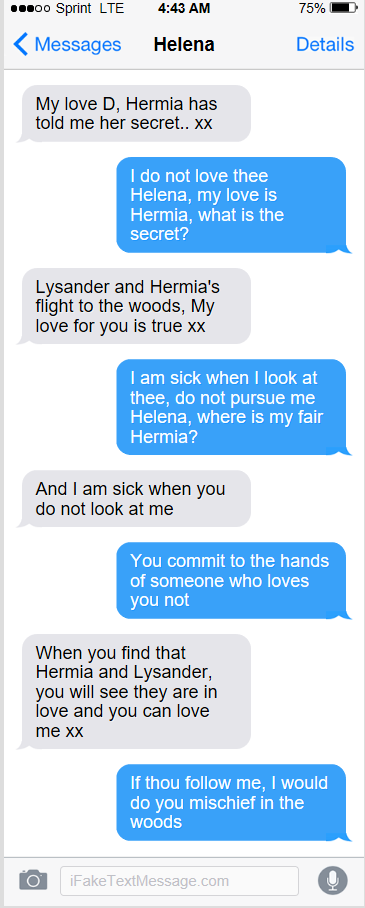 Sprint LTE 4:43 AM 75%
Messages Helena Details
My love D, Hermia has
told me her secret.. xx
I do not love thee
Helena, my love is
Hermia, what is the
secret?
Lysander and Hermia's
flight to the woods, My
love for you is true xx
I am sick when I look at
thee, do not pursue me
Helena, where is my fair
Hermia?
And I am sick when you
do not look at me
You commit to the hands
of someone who loves
you not
When you find that
Hermia and Lysander,
you will see they are in
love and you can love
me xx
If thou follow me, I would
do you mischief in the
woods
iFakeTextMessage.com